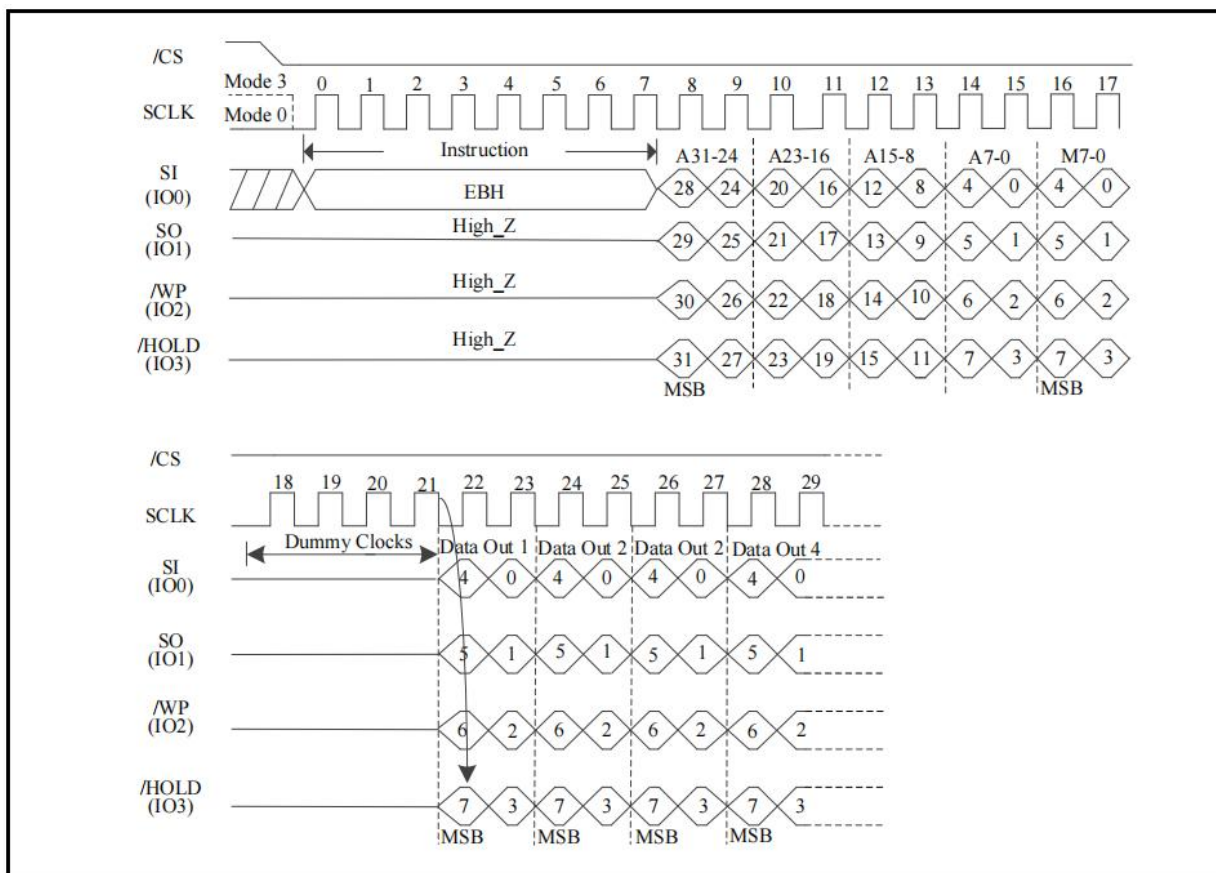 /CS
Mode 3 0 1 2 3 4 5 6 7 8 9 10 11 12 13 14 15 16 17
SCLK Mode 0
Instruction A31-24 A23-16 A15-8 A7-0 M7-0
SI
(IO0) EBH 28 24 20 16 12 8 4 0 4 0
SO
(IO1) High_Z 29 25 21 17 13 9 5 1 5 1
/WP
(IO2) High_Z 30 26 22 18 14 10 6 2 6 2
/HOLD
(IO3) High_Z 31 27 23 19 15 11 7 3 7 3
MSB MSB
/CS
18 19 20 21 22 23 24 25 26 27 28 29
SCLK
Dummy Clocks Data Out 1 Data Out 2 Data Out 2 Data Out 4
SI
(IO0) 4 0 4 0 4 0 4 0
SO
(IO1) 5 1 5 1 5 1 5 1
/WP
(IO2) 6 2 6 2 6 2 6 2
/HOLD
(IO3) 7 3 7 3 7 3 7 3
MSB MSB MSB MSB